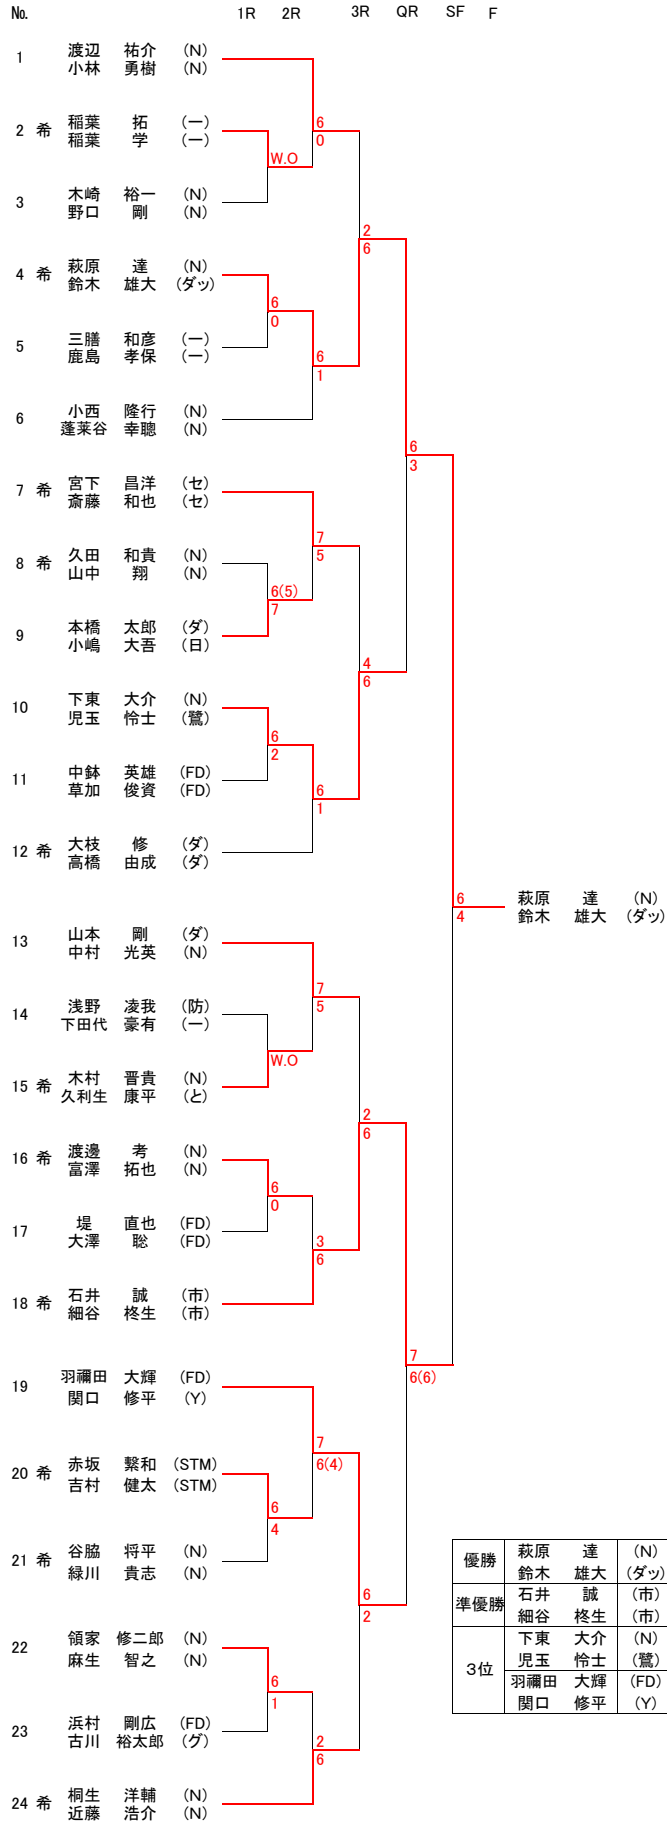 № 1R 2R 3R QR SF F
1 渡辺 祐介 (N)
小林 勇樹 (N)
2 希 稲葉 拓 (一)
稲葉 学 (一)
6
0
W.O
3 木崎 裕一 (N)
野口 剛 (N)
2
6
4 希 萩原 達 (N)
鈴木 雄大 (ダッ)
6
0
5 三膳 和彦 (一)
鹿島 孝保 (一)
6
1
6 小西 隆行 (N)
蓬莱谷 幸聰 (N)
6
3
7 希 宮下 昌洋 (セ)
斎藤 和也 (セ)
7
5
8 希 久田 和貴 (N)
山中 翔 (N)
6(5)
7
9 本橋 太郎 (ダ)
小嶋 大吾 (日)
4
6
10 下東 大介 (N)
児玉 怜士 (鷺)
6
2
11 中鉢 英雄 (FD)
草加 俊資 (FD)
6
1
12 希 大枝 修 (ダ)
高橋 由成 (ダ)
6
4
萩原 達 (N)
鈴木 雄大 (ダッ)
13 山本 剛 (ダ)
中村 光英 (N)
7
5
14 浅野 凌我 (防)
下田代 豪有 (一)
W.O
15 希 木村 晋貴 (N)
久利生 康平 (と)
2
6
16 希 渡邊 考 (N)
富澤 拓也 (N)
6
0
17 堤 直也 (FD)
大澤 聡 (FD)
3
6
18 希 石井 誠 (市)
細谷 柊生 (市)
7
6(6)
19 羽禰田 大輝 (FD)
関口 修平 (Y)
7
6(4)
20 希 赤坂 繫和 (STM)
吉村 健太 (STM)
6
4
21 希 谷脇 将平 (N)
緑川 貴志 (N)
6
2
22 領家 修二郎 (N)
麻生 智之 (N)
6
1
23 浜村 剛広 (FD)
古川 裕太郎 (グ)
2
6
24 希 桐生 洋輔 (N)
近藤 浩介 (N)
優勝 萩原 達 (N)
鈴木 雄大 (ダッ)
準優勝 石井 誠 (市)
細谷 柊生 (市)
3位 下東 大介 (N)
児玉 怜士 (鷺)
羽禰田 大輝 (FD)
関口 修平 (Y)